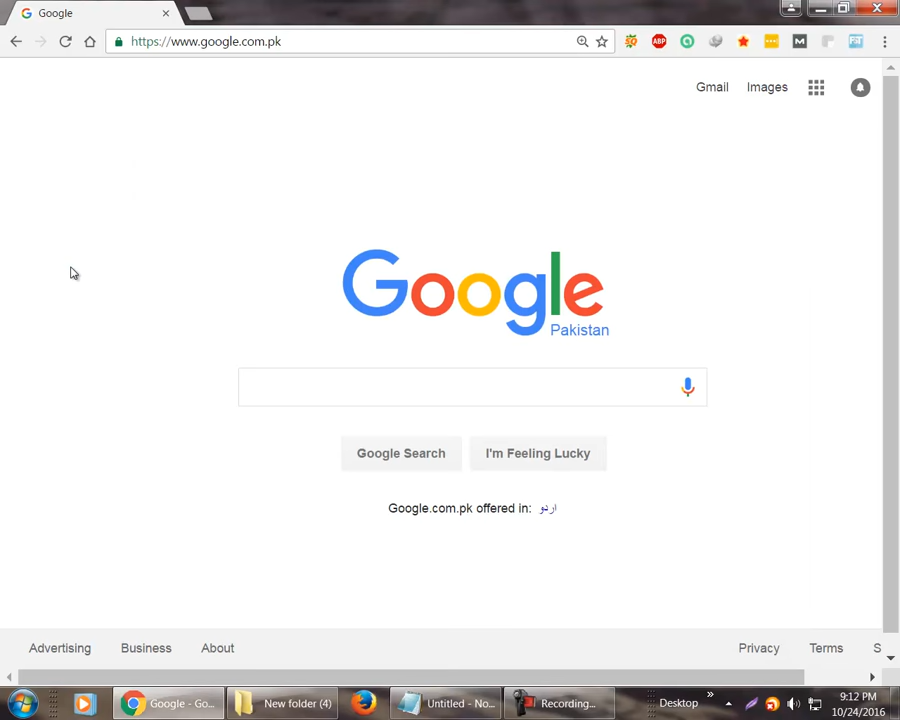 Google
https://www.google.com.pk
ABP
M
Gmail Images
Google
Pakistan
Google Search I'm Feeling Lucky
Google.com.pk offered in: اردو
Advertising Business About Privacy Terms S
Google - Go... New folder (4) Untitled - No... Recording... Desktop » 9:12 PM
10/24/2016